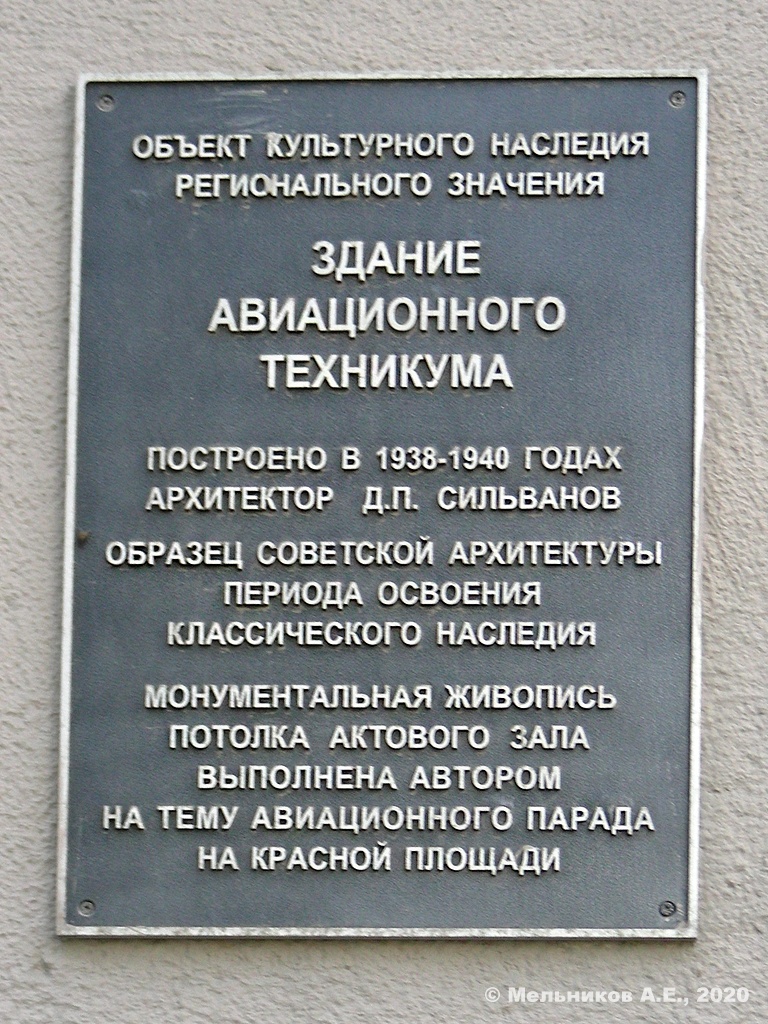 ОБЪЕКТ КУЛЬТУРНОГО НАСЛЕДИЯ
РЕГИОНАЛЬНОГО ЗНАЧЕНИЯ
ЗДАНИЕ
АВИАЦИОННОГО
ТЕХНИКУМА
ПОСТРОЕНО В 1938-1940 ГОДАХ
АРХИТЕКТОР Д.П. СИЛЬВАНОВ
ОБРАЗЕЦ СОВЕТСКОЙ АРХИТЕКТУРЫ
ПЕРИОДА ОСВОЕНИЯ
КЛАССИЧЕСКОГО НАСЛЕДИЯ
МОНУМЕНТАЛЬНАЯ ЖИВОПИСЬ
ПОТОЛКА АКТОВОГО ЗАЛА
ВЫПОЛНЕНА АВТОРОМ
НА ТЕМУ АВИАЦИОННОГО ПАРАДА
НА КРАСНОЙ ПЛОЩАДИ
© Мельников А.Е., 2020